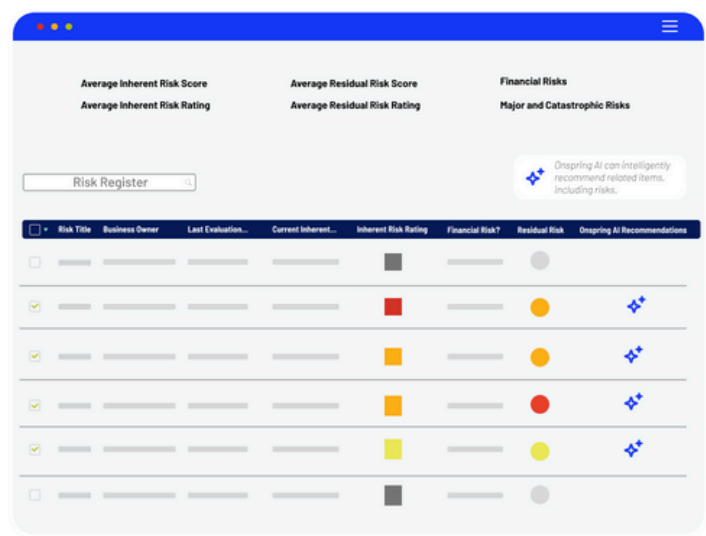 Average Inherent Risk Score
Average Residual Risk Score
Financial Risks
Average Inherent Risk Rating
Average Residual Risk Rating
Major and Catastrophic Risks
Onspring AI can intelligently
recommend related items,
including risks.
Risk Register
Risk Title Business Owner Last Evaluation... Current Inherent... Inherent Risk Rating Financial Risk? Residual Risk Onspring AI Recommendations